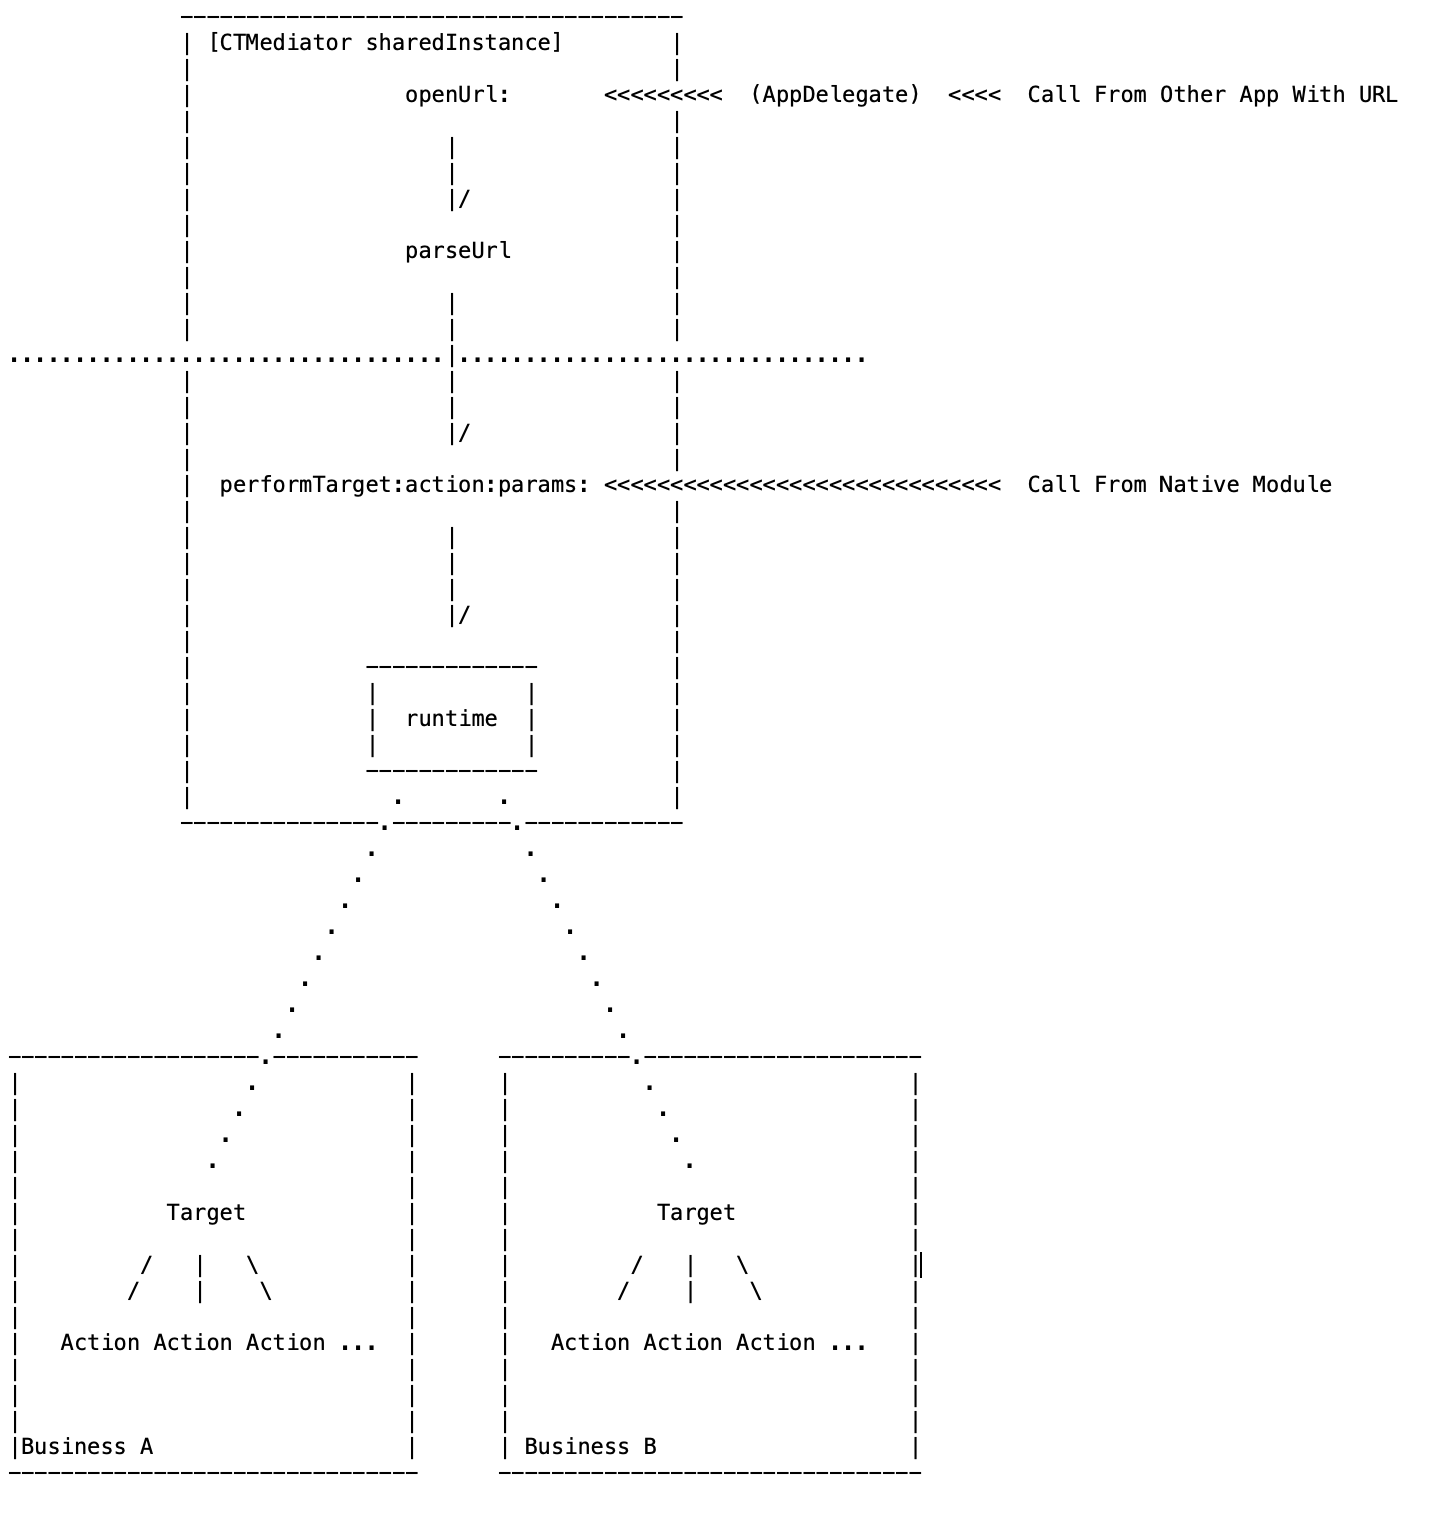 [CTMediator sharedInstance]
openUrl: <<<<<<<<< (AppDelegate) <<<< Call From Other App With URL
parseUrl
performTarget:action:params: <<<<<<<<<<<<<<<<<<<<<<<<<<<<<< Call From Native Module
runtime
Target Target
Action Action Action ... Action Action Action ...
Business A Business B